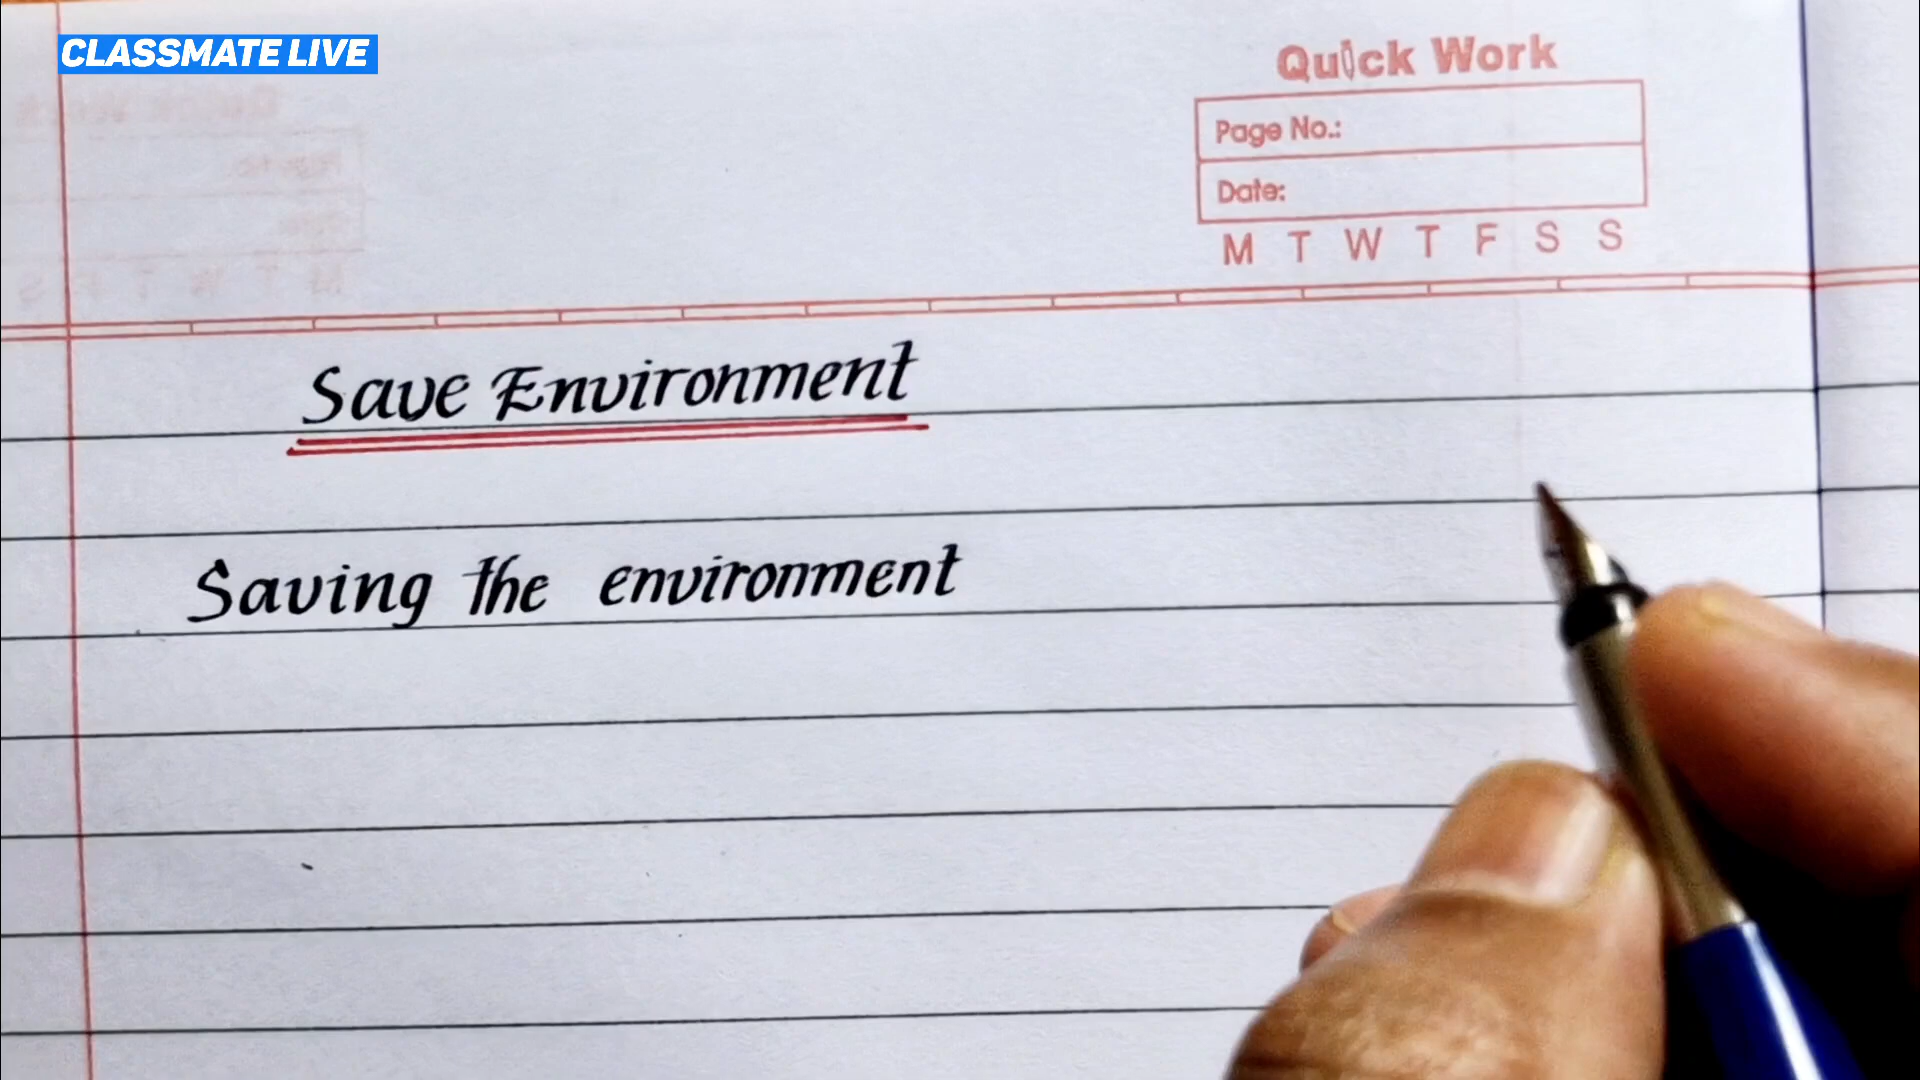 CLASSMATE LIVE
Quick Work
Page No.:
Date:
M T W T F S S
Save Environment
Saving the environment